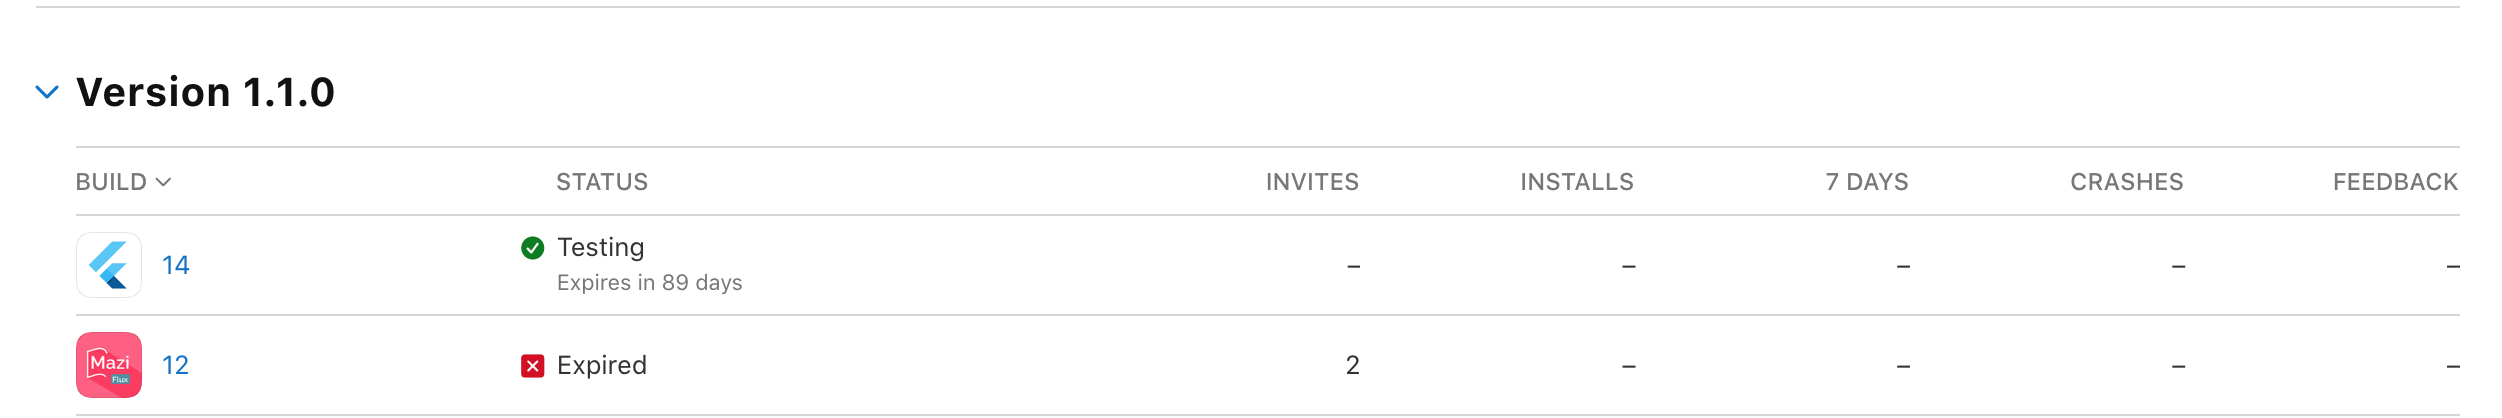 Version 1.1.0
BUILD STATUS INVITES INSTALLS 7 DAYS CRASHES FEEDBACK
14 Testing – – – – –
Expires in 89 days
Mazi
Flux
12 Expired 2 – – – –